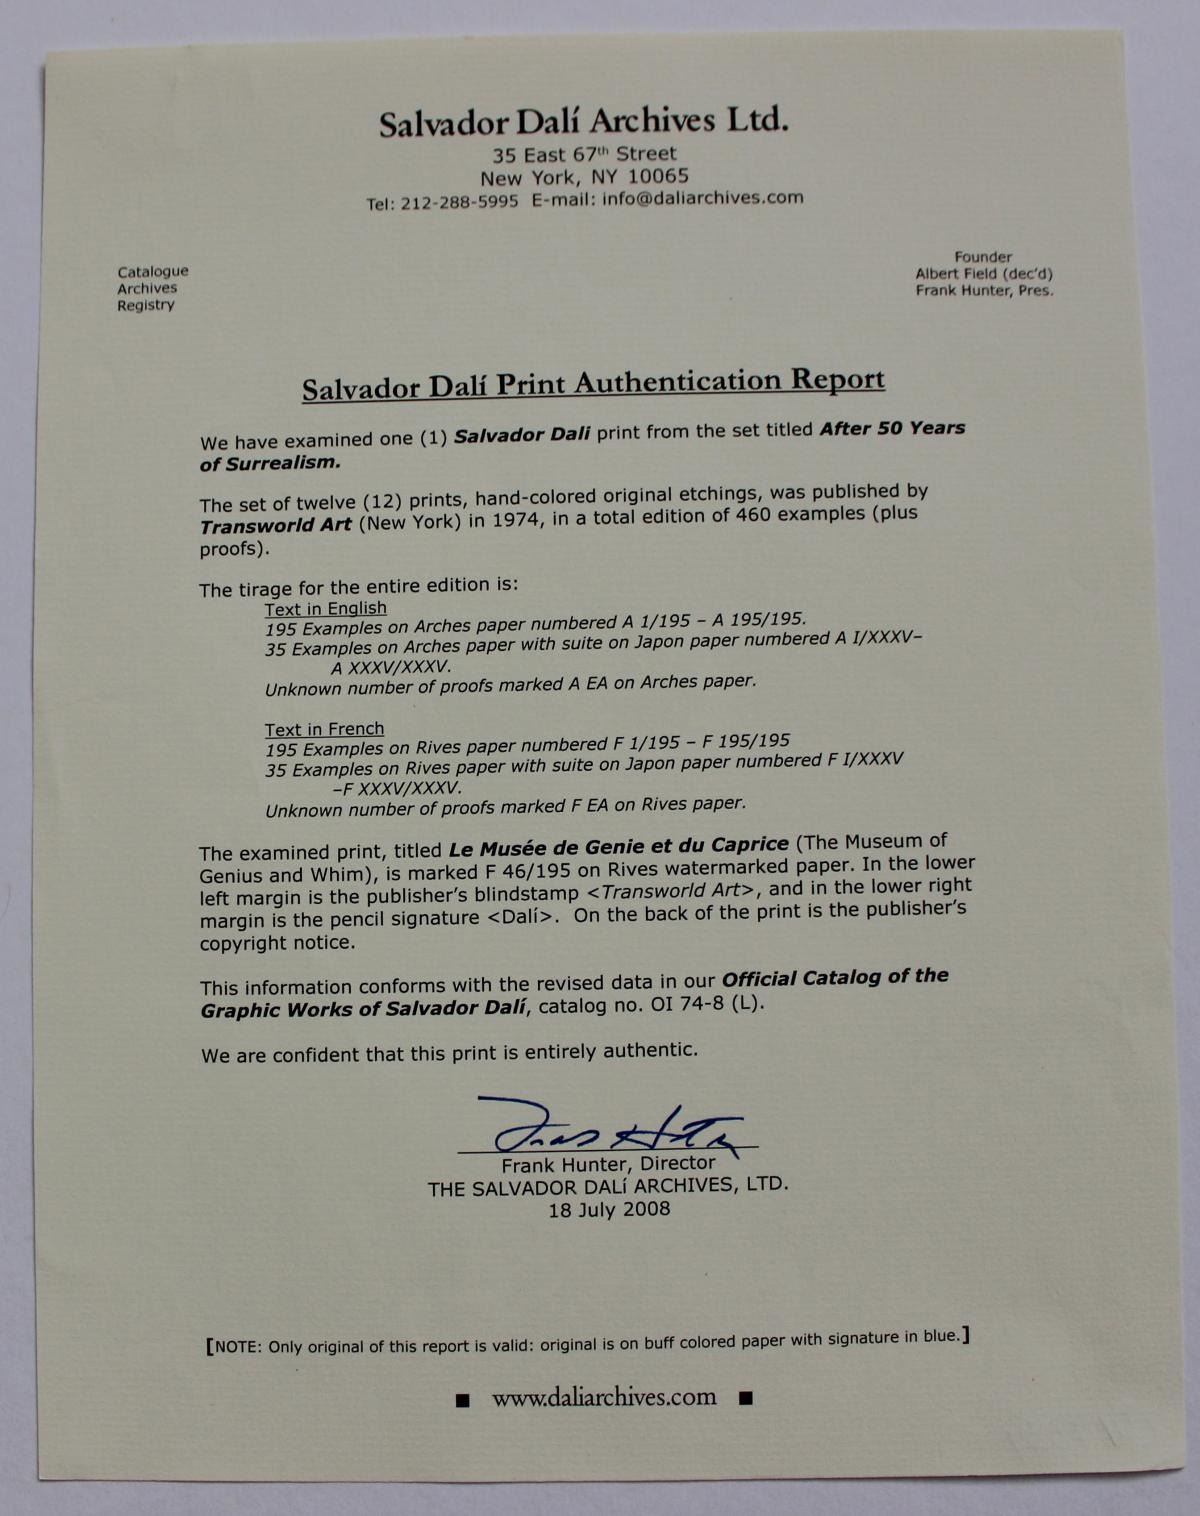 Salvador Dalí Archives Ltd.
35 East 67th Street
New York, NY 10065
Tel: 212-288-5995 E-mail: info@daliarchives.com
Catalogue
Archives
Registry
Founder
Albert Field (dec'd)
Frank Hunter, Pres.
Salvador Dalí Print Authentication Report
We have examined one (1) Salvador Dali print from the set titled After 50 Years
of Surrealism.
The set of twelve (12) prints, hand-colored original etchings, was published by
Transworld Art (New York) in 1974, in a total edition of 460 examples (plus
proofs).
The tirage for the entire edition is:
Text in English
195 Examples on Arches paper numbered A 1/195 – A 195/195.
35 Examples on Arches paper with suite on Japon paper numbered A I/XXXV–
A XXXV/XXXV.
Unknown number of proofs marked A EA on Arches paper.
Text in French
195 Examples on Rives paper numbered F 1/195 – F 195/195
35 Examples on Rives paper with suite on Japon paper numbered F I/XXXV
–F XXXV/XXXV.
Unknown number of proofs marked F EA on Rives paper.
The examined print, titled Le Musée de Genie et du Caprice (The Museum of
Genius and Whim), is marked F 46/195 on Rives watermarked paper. In the lower
left margin is the publisher's blindstamp <Transworld Art>, and in the lower right
margin is the pencil signature <Dalí>. On the back of the print is the publisher's
copyright notice.
This information conforms with the revised data in our Official Catalog of the
Graphic Works of Salvador Dalí, catalog no. OI 74-8 (L).
We are confident that this print is entirely authentic.
Frank Hunter, Director
THE SALVADOR DALí ARCHIVES, LTD.
18 July 2008
[NOTE: Only original of this report is valid: original is on buff colored paper with signature in blue.]
■ www.daliarchives.com ■